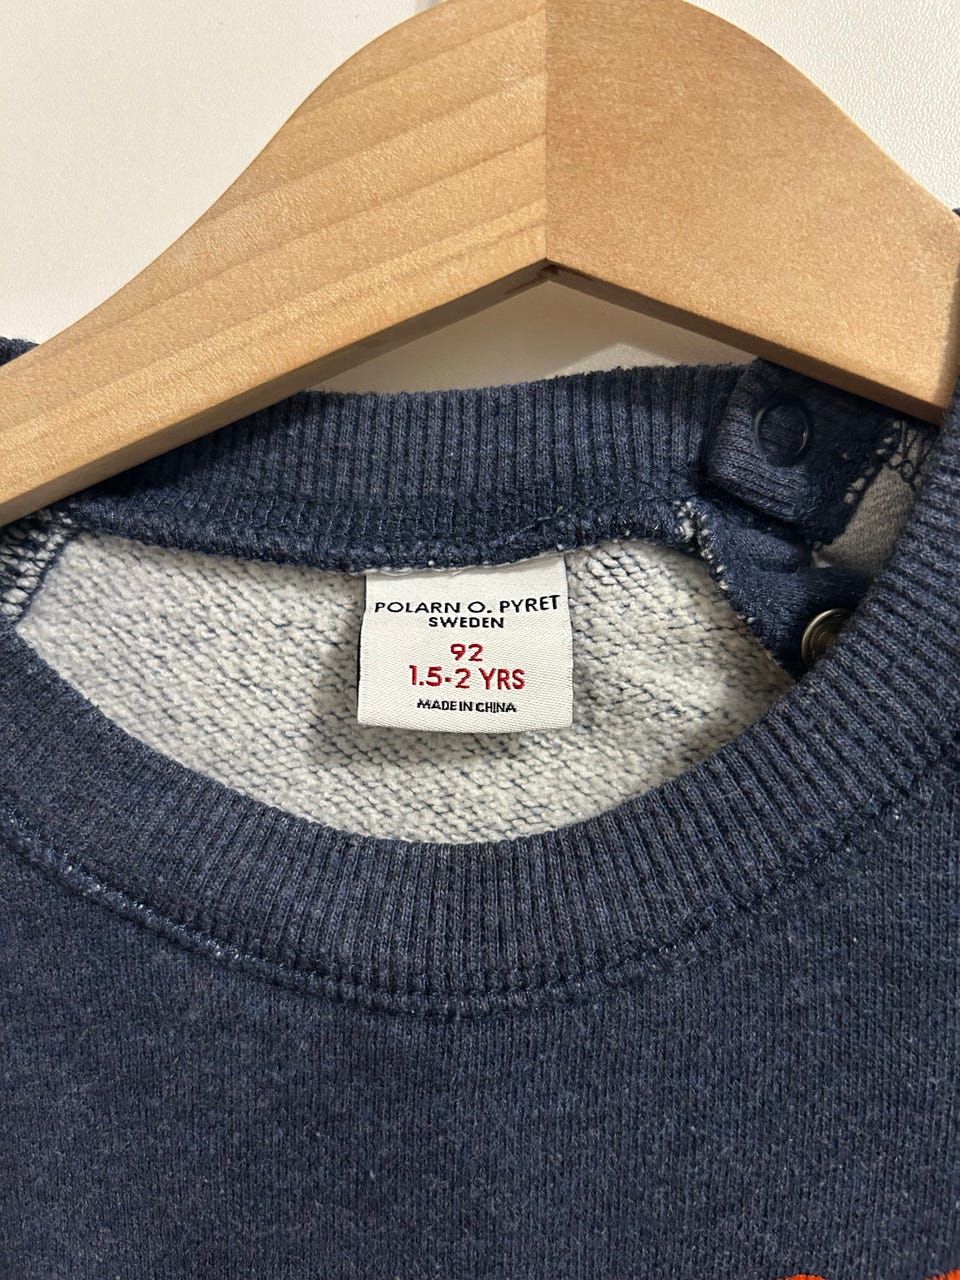 POLARN O. PYRET
SWEDEN
92
1.5-2 YRS
MADE IN CHINA